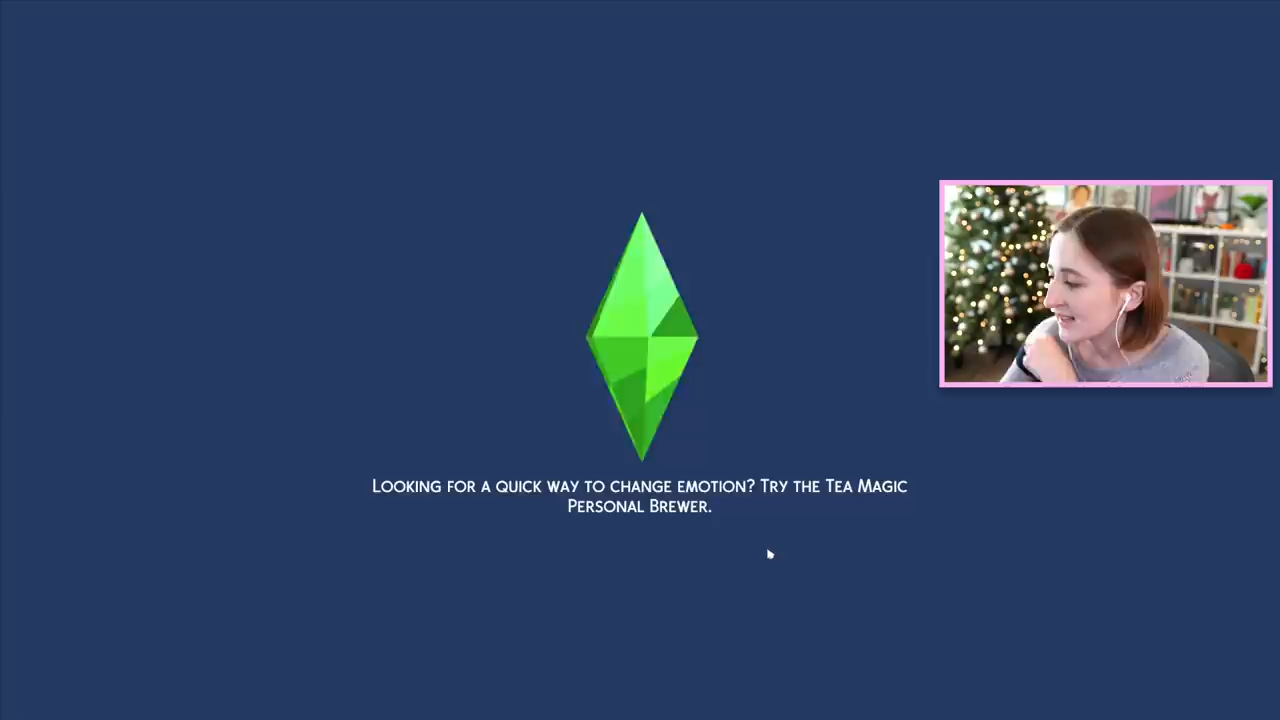 Looking for a quick way to change emotion? Try the Tea Magic
Personal Brewer.